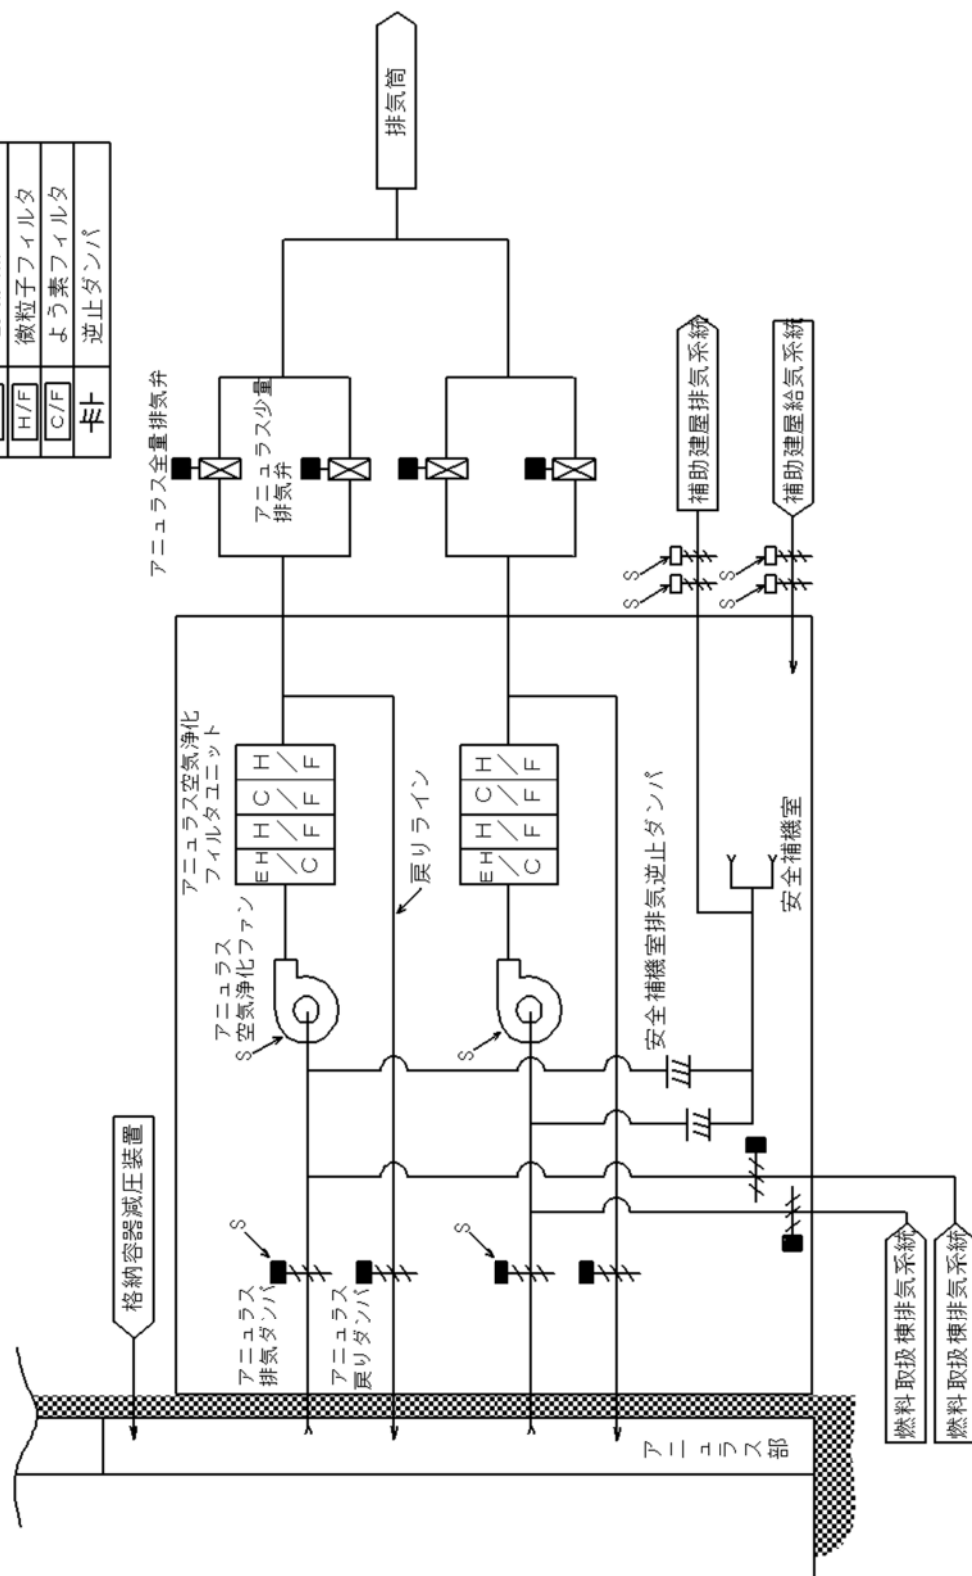 微粒子フィルタ
よう素フィルタ
逆止ダンパ
H/F
C/F
排気筒
アニュラス全量排気弁
アニュラス少量
排気弁
補助建屋排気系統
補助建屋給気系統
S
S
S
S
アニュラス空気浄化
フィルタユニット
EH/C
H/F
C/F
H/F
EH/C
H/F
C/F
H/F
戻りライン
アニュラス
空気浄化ファン
S
S
安全補機室排気逆止ダンパ
安全補機室
格納容器減圧装置
S
S
アニュラス
排気ダンパ
アニュラス
戻りダンパ
アニュラス部
燃料取扱棟排気系統
燃料取扱棟排気系統